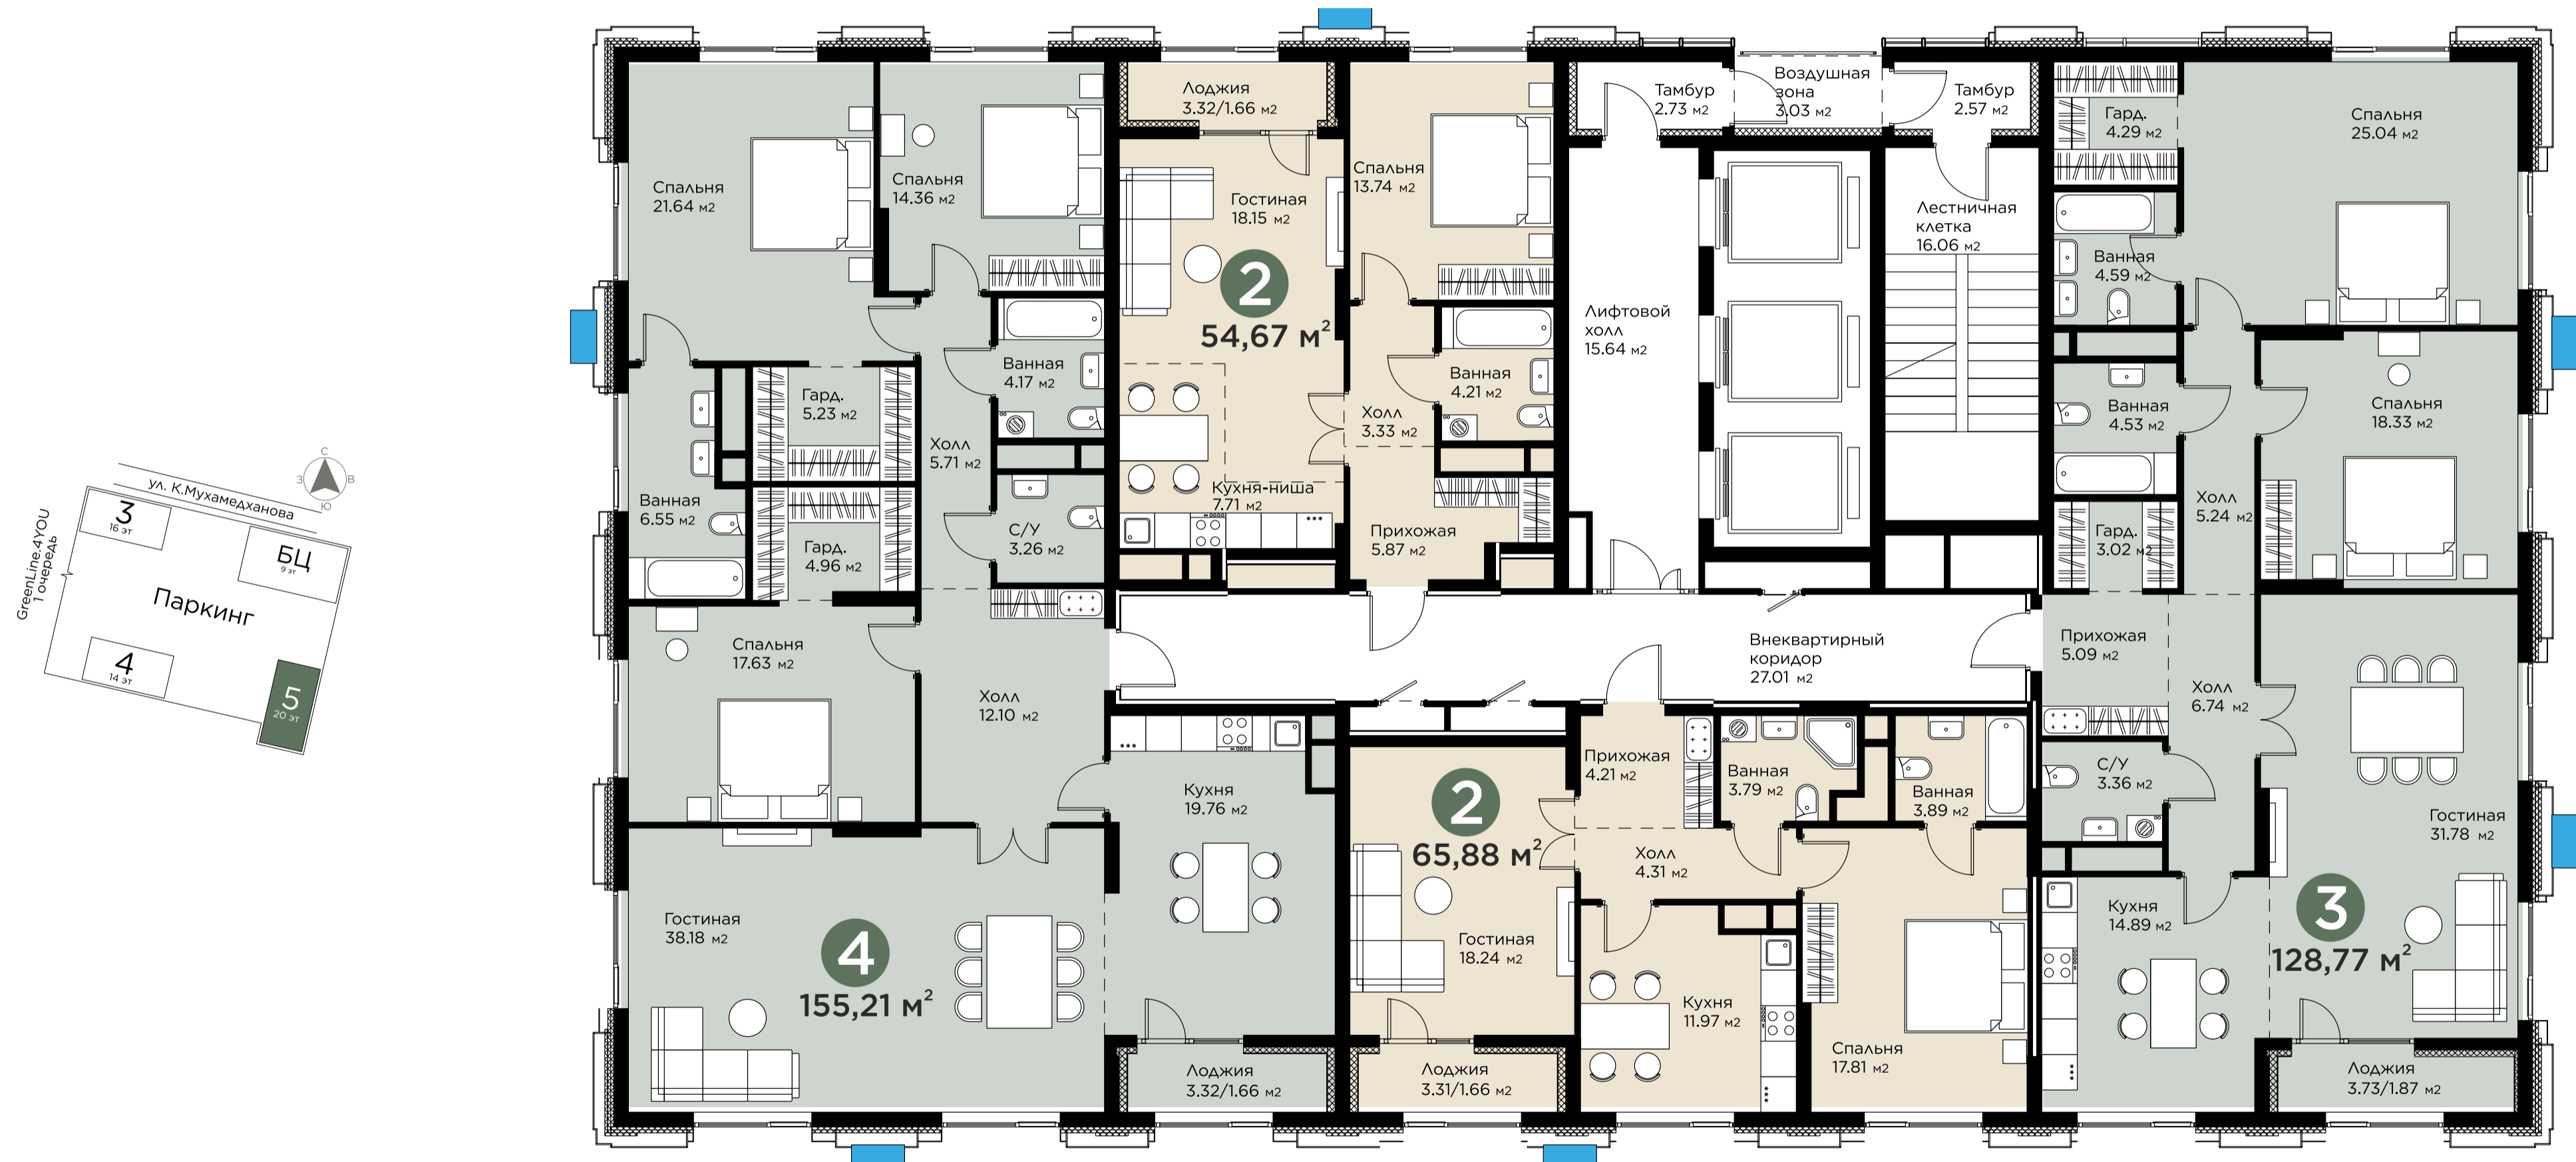 GreenLine.4YOU
1 очередь
ул. К.Мухамедханова
С
З
В
Ю
3
16 эт
БЦ
9 эт
Паркинг
4
14 эт
5
20 эт
Спальня
21.64 м2
Спальня
14.36 м2
Ванная
6.55 м2
Гард.
5.23 м2
Гард.
4.96 м2
Холл
5.71 м2
Ванная
4.17 м2
С/У
3.26 м2
Спальня
17.63 м2
Холл
12.10 м2
Кухня
19.76 м2
Гостиная
38.18 м2
4
155,21 м²
Лоджия
3.32/1.66 м2
Лоджия
3.32/1.66 м2
Гостиная
18.15 м2
2
54,67 м²
Кухня-ниша
7.71 м2
Спальня
13.74 м2
Ванная
4.21 м2
Холл
3.33 м2
Прихожая
5.87 м2
Тамбур
2.73 м2
Воздушная
зона
3.03 м2
Тамбур
2.57 м2
Лифтовой
холл
15.64 м2
Лестничная
клетка
16.06 м2
Внеквартирный
коридор
27.01 м2
2
65,88 м²
Гостиная
18.24 м2
Лоджия
3.31/1.66 м2
Прихожая
4.21 м2
Ванная
3.79 м2
Ванная
3.89 м2
Холл
4.31 м2
Кухня
11.97 м2
Спальня
17.81 м2
Гард.
4.29 м2
Спальня
25.04 м2
Ванная
4.59 м2
Ванная
4.53 м2
Спальня
18.33 м2
Холл
5.24 м2
Гард.
3.02 м2
Прихожая
5.09 м2
Холл
6.74 м2
С/У
3.36 м2
Гостиная
31.78 м2
Кухня
14.89 м2
3
128,77 м²
Лоджия
3.73/1.87 м2